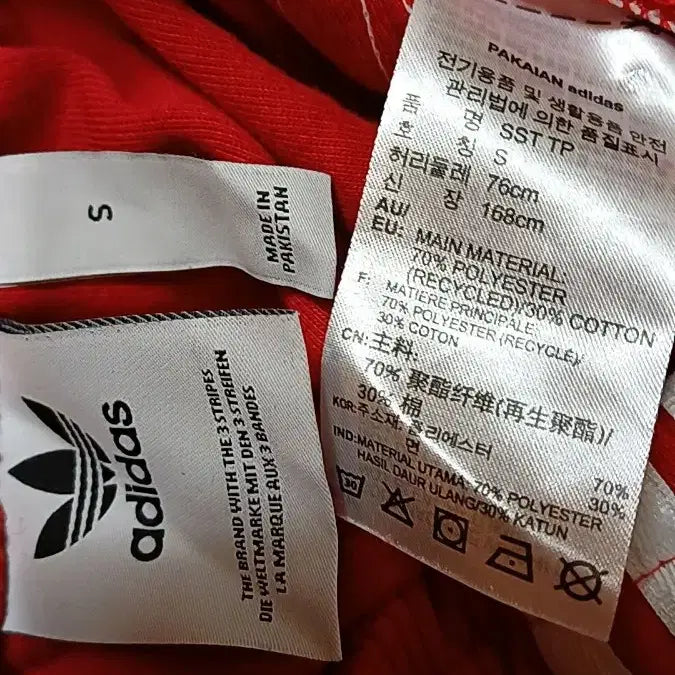 S
MADE IN
PAKISTAN
adidas
THE BRAND WITH THE 3 STRIPES
DIE WELTMARKE MIT DEN 3 STREIFEN
LA MARQUE AUX 3 BANDES
PAKAIAN adidas
전기용품 및 생활용품 안전
관리법에 의한 품질표시
품 명 SST TP
호 칭 S
허리둘레 76cm
신 장 168cm
AU/
EU: MAIN MATERIAL:
70% POLYESTER
(RECYCLED)/30% COTTON
F: MATIERE PRINCIPALE:
70% POLYESTER (RECYCLÉ)/
30% COTON
CN: 主料:
70% 聚酯纤维(再生聚酯)/
30% 棉
KOR: 주소재: 폴리에스터 70%
면 30%
IND: MATERIAL UTAMA: 70% POLYESTER
HASIL DAUR ULANG/30% KATUN
30